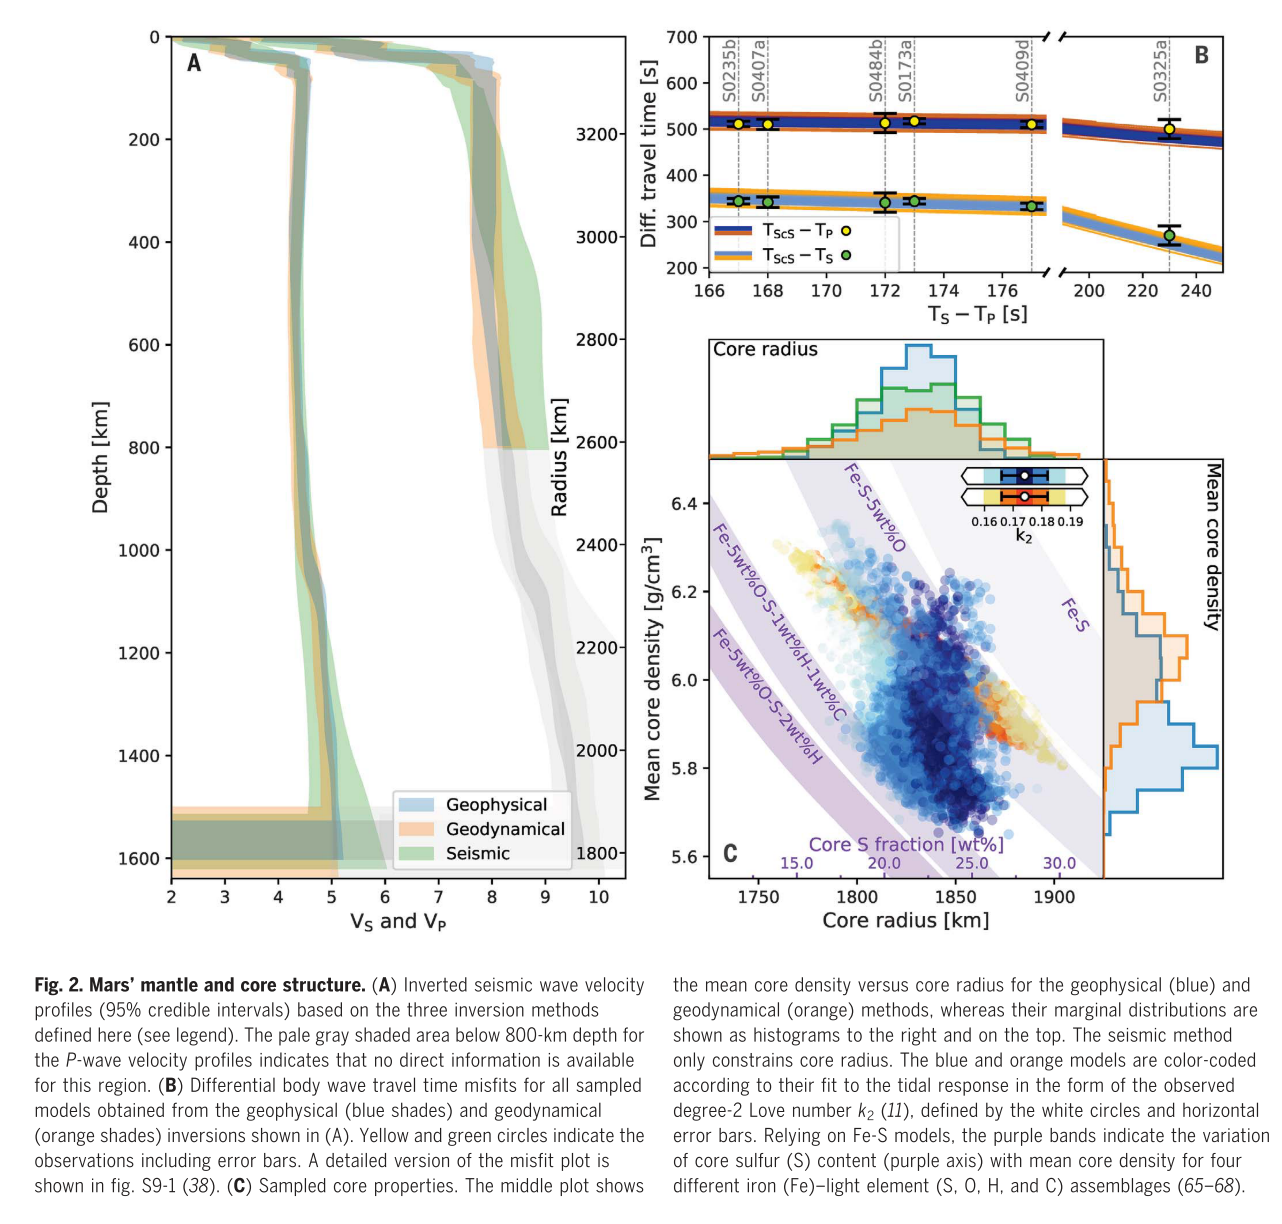 A
0
200
400
600
800
1000
1200
1400
1600
Depth [km]
3200
3000
2800
2600
2400
2200
2000
1800
Radius [km]
Geophysical
Geodynamical
Seismic
2 3 4 5 6 7 8 9 10
V_S and V_P
B
700
600
500
400
300
200
Diff. travel time [s]
S0235b
S0407a
S0484b
S0173a
S0409d
S0325a
T_ScS − T_P
T_ScS − T_S
166 168 170 172 174 176 200 220 240
T_S − T_P [s]
Core radius
Mean core density
6.4
6.2
6.0
5.8
5.6
Mean core density [g/cm³]
Fe-S-5wt%O
Fe-5wt%O-S-1wt%H-1wt%C
Fe-5wt%O-S-2wt%H
Fe-S
0.16 0.17 0.18 0.19
k₂
C
Core S fraction [wt%]
15.0 20.0 25.0 30.0
1750 1800 1850 1900
Core radius [km]
Fig. 2. Mars’ mantle and core structure. (A) Inverted seismic wave velocity
profiles (95% credible intervals) based on the three inversion methods
defined here (see legend). The pale gray shaded area below 800-km depth for
the P-wave velocity profiles indicates that no direct information is available
for this region. (B) Differential body wave travel time misfits for all sampled
models obtained from the geophysical (blue shades) and geodynamical
(orange shades) inversions shown in (A). Yellow and green circles indicate the
observations including error bars. A detailed version of the misfit plot is
shown in fig. S9-1 (38). (C) Sampled core properties. The middle plot shows
the mean core density versus core radius for the geophysical (blue) and
geodynamical (orange) methods, whereas their marginal distributions are
shown as histograms to the right and on the top. The seismic method
only constrains core radius. The blue and orange models are color-coded
according to their fit to the tidal response in the form of the observed
degree-2 Love number k₂ (11), defined by the white circles and horizontal
error bars. Relying on Fe-S models, the purple bands indicate the variation
of core sulfur (S) content (purple axis) with mean core density for four
different iron (Fe)–light element (S, O, H, and C) assemblages (65–68).